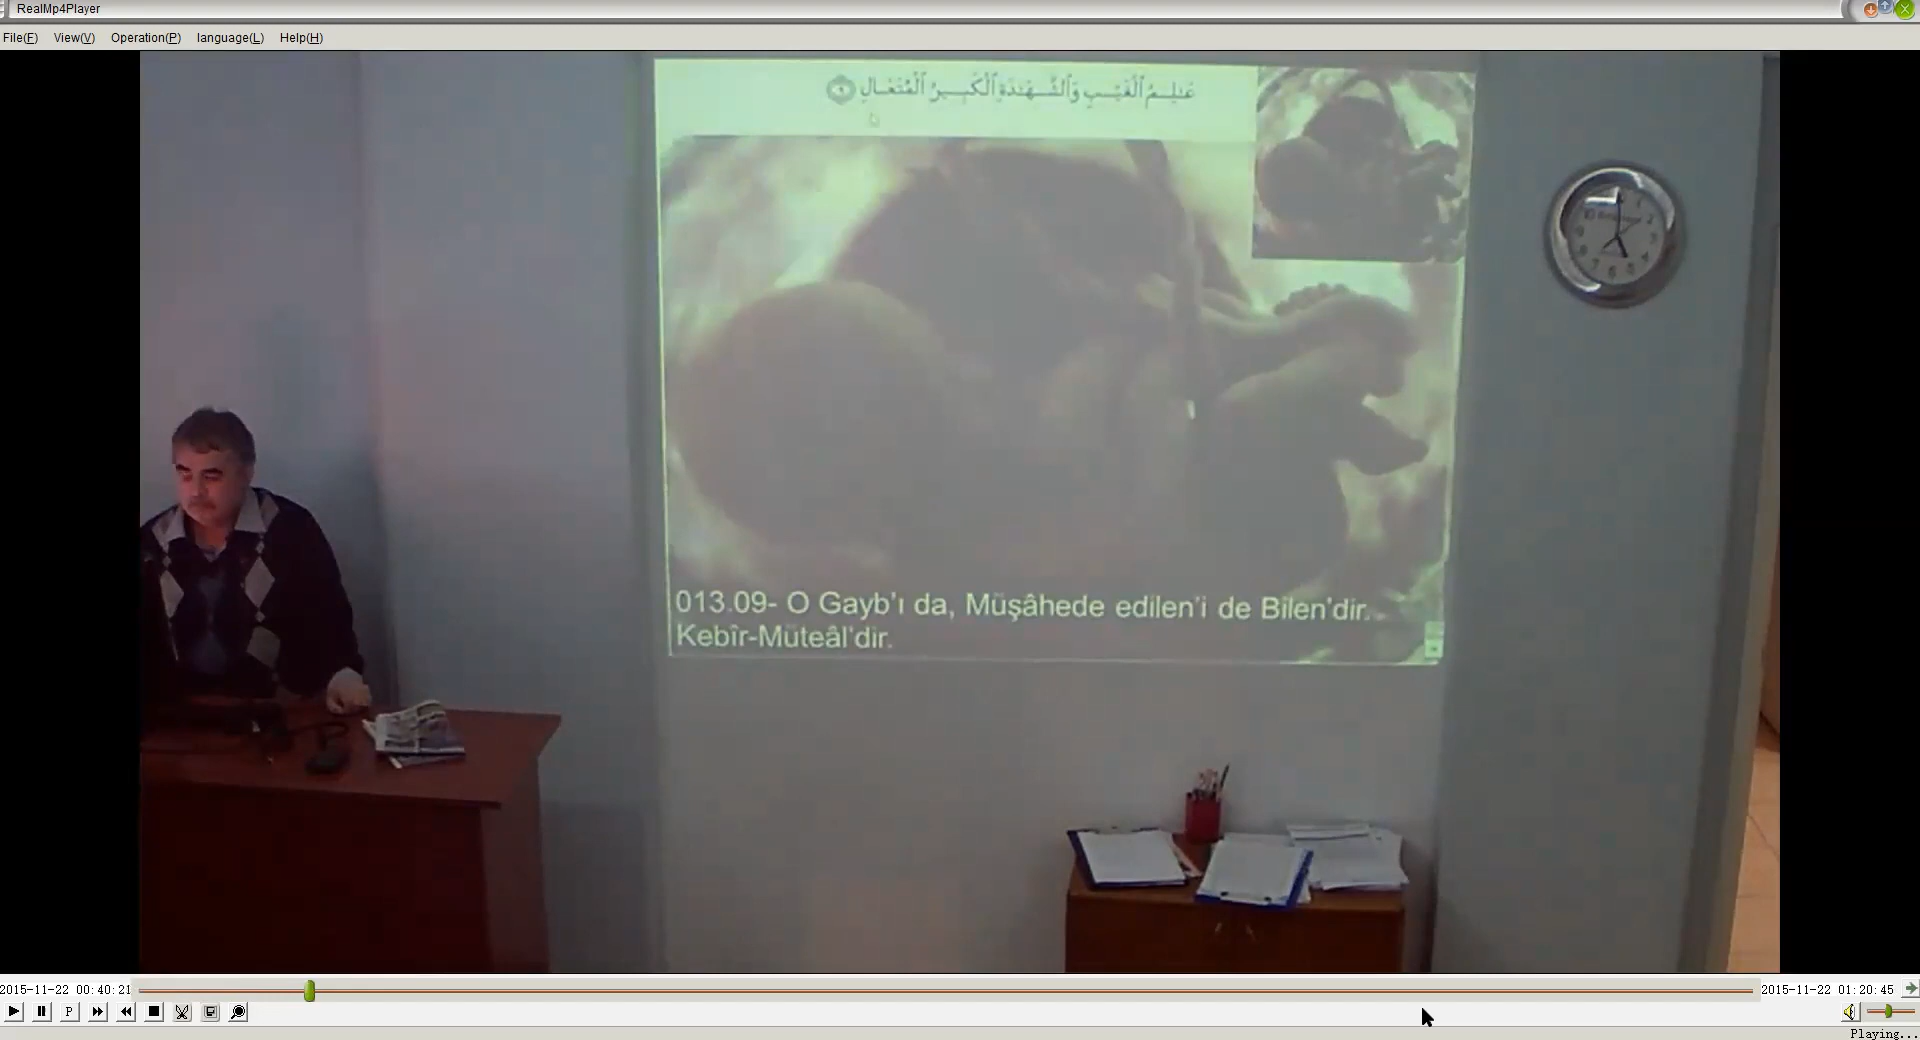 RealMp4Player
File(F) View(V) Operation(P) language(L) Help(H)
عَٰلِمُ ٱلْغَيْبِ وَٱلشَّهَٰدَةِ ٱلْكَبِيرُ ٱلْمُتَعَالِ ٩
013.09- O Gayb'ı da, Müşâhede edilen'i de Bilen'dir.
Kebîr-Müteâl'dir.
2015-11-22 00:40:21 2015-11-22 01:20:45
P
Playing...